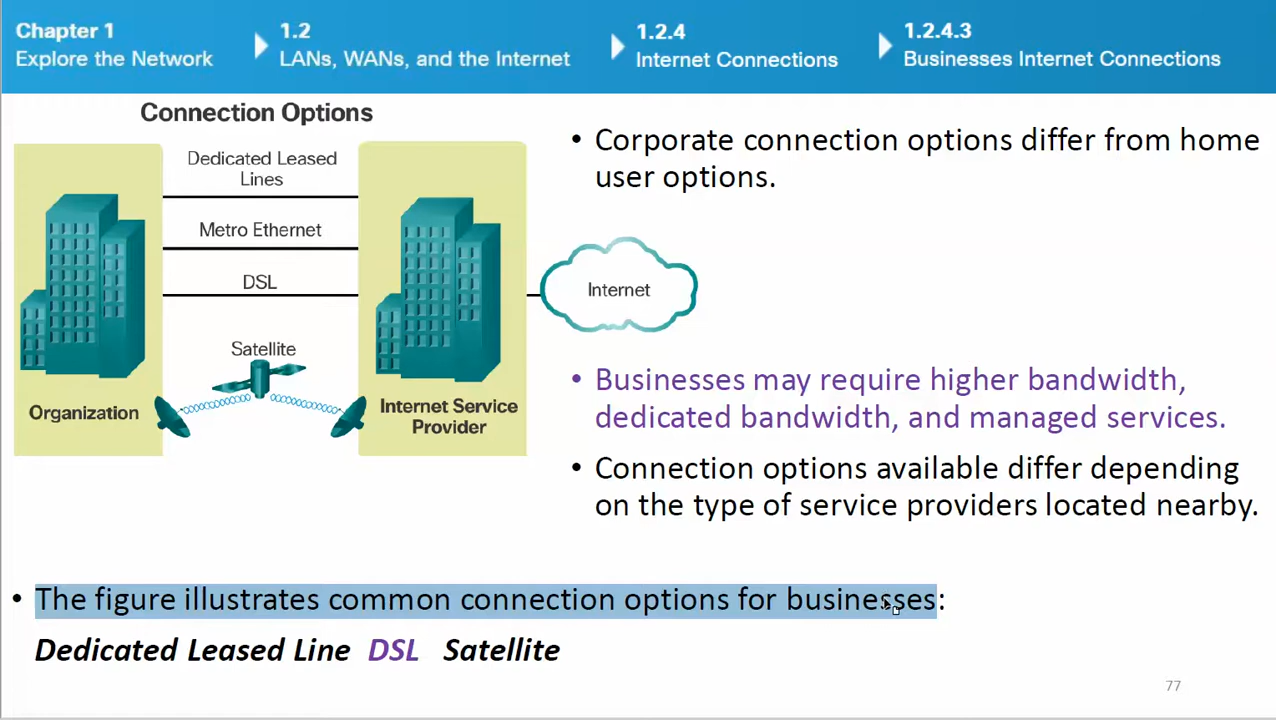 Chapter 1
Explore the Network
1.2
LANs, WANs, and the Internet
1.2.4
Internet Connections
1.2.4.3
Businesses Internet Connections
Connection Options
Dedicated Leased
Lines
Metro Ethernet
DSL
Satellite
Organization
Internet Service
Provider
Internet
• Corporate connection options differ from home
user options.
• Businesses may require higher bandwidth,
dedicated bandwidth, and managed services.
• Connection options available differ depending
on the type of service providers located nearby.
• The figure illustrates common connection options for businesses:
Dedicated Leased Line DSL Satellite
77